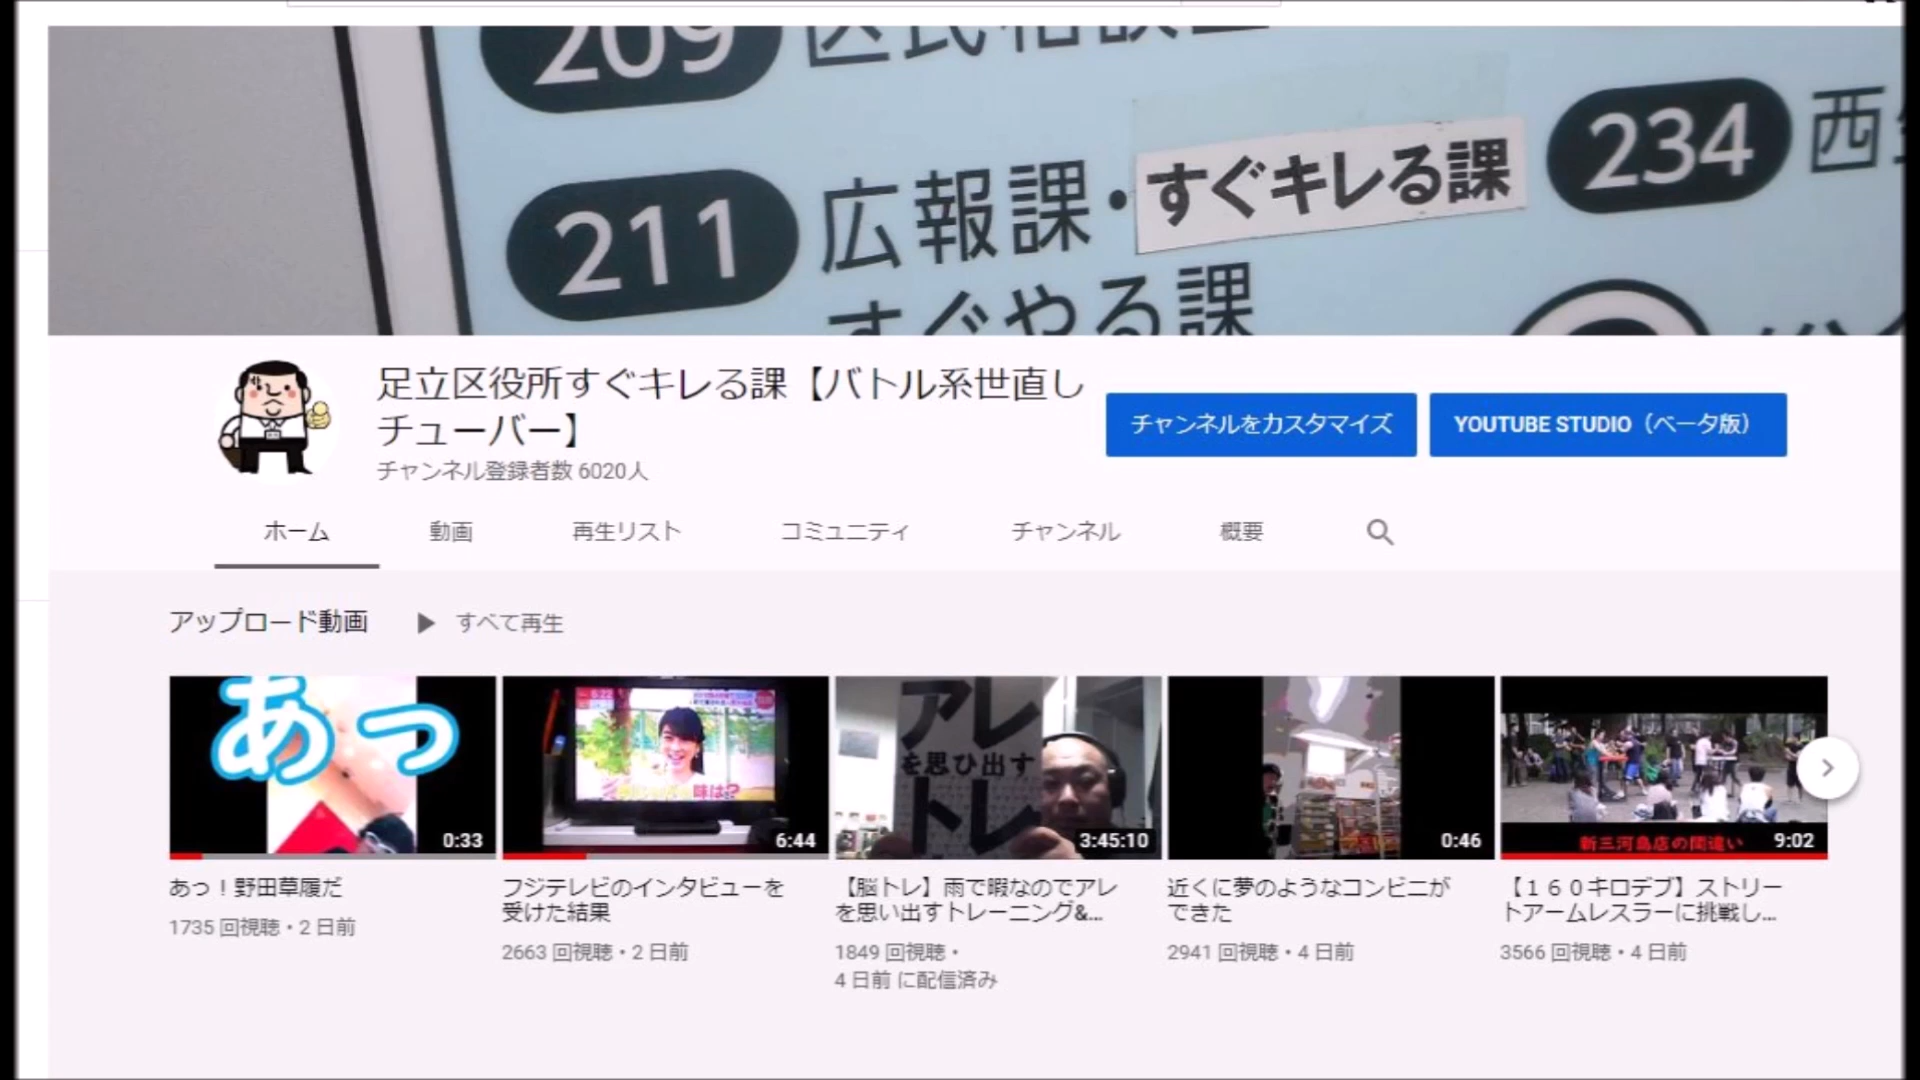 209
211 広報課・すぐキレる課 234 西
すぐやる課
足立区役所すぐキレる課【バトル系世直し
チューバー】
チャンネル登録者数 6020人
チャンネルをカスタマイズ
YOUTUBE STUDIO（ベータ版）
ホーム 動画 再生リスト コミュニティ チャンネル 概要
アップロード動画 ▶ すべて再生
あっ
0:33
あっ！野田草履だ
1735 回視聴・2 日前
味は?
6:44
フジテレビのインタビューを
受けた結果
2663 回視聴・2 日前
アレ
を思ひ出す
トレ
3:45:10
【脳トレ】雨で暇なのでアレ
を思い出すトレーニング&...
1849 回視聴・
4 日前 に配信済み
0:46
近くに夢のようなコンビニが
できた
2941 回視聴・4 日前
新三河島店の間違い
9:02
【１６０キロデブ】ストリー
トアームレスラーに挑戦し...
3566 回視聴・4 日前